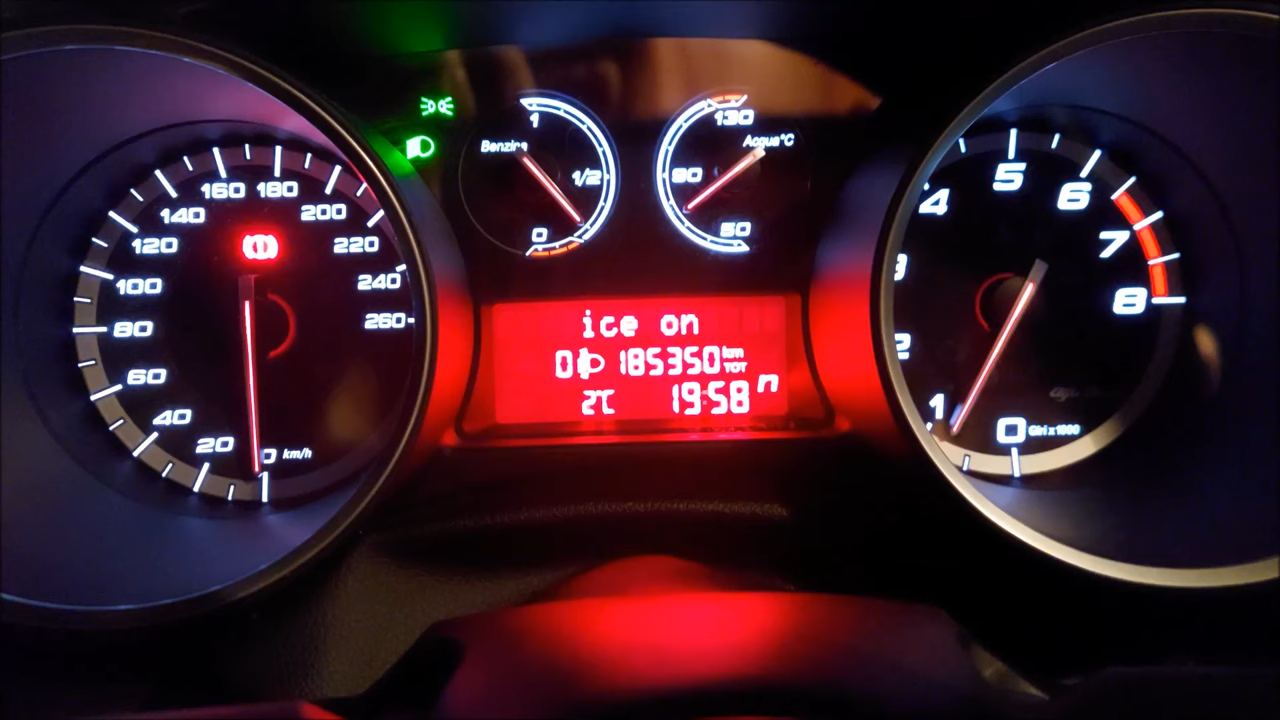 160 180
140 200
120 220
100 240
80 260
60
40
20
0 km/h
1
Benzina
1/2
0
130
Acqua°C
90
50
ice on
0 185350 km
TOT
2°C 19:58 n
5
4 6
3 7
2 8
1
0 Giri x 1000